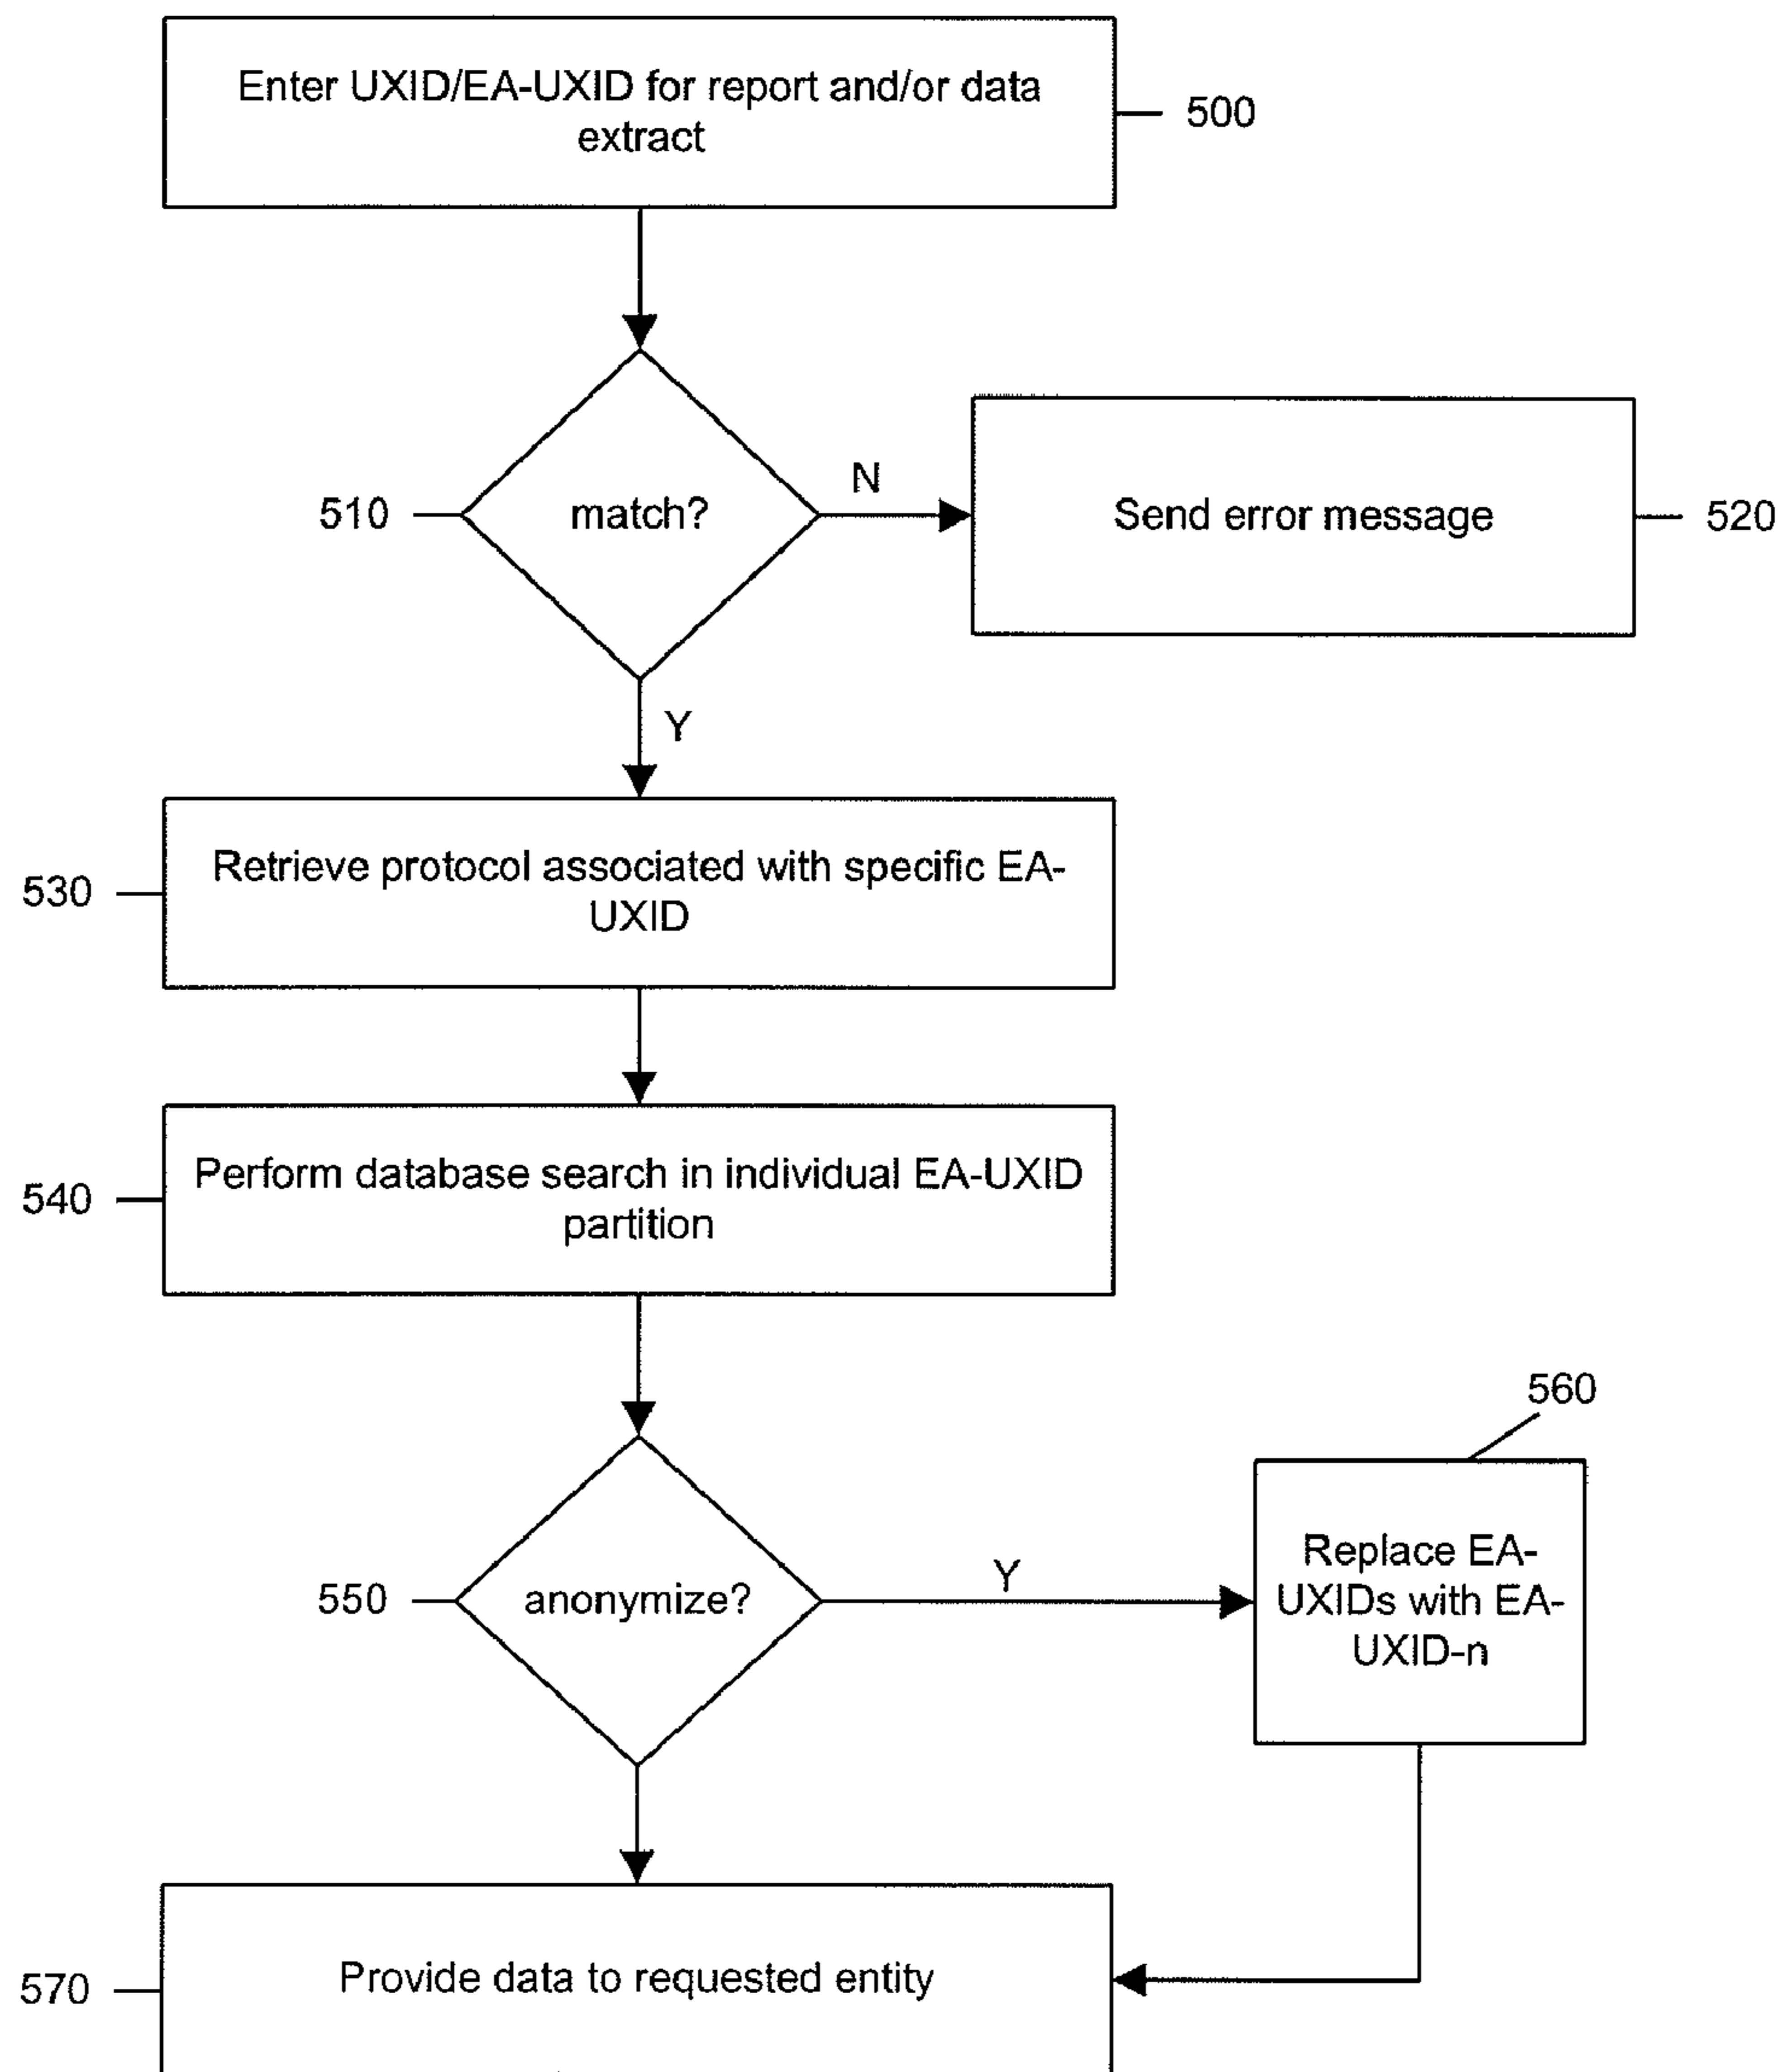 Enter UXID/EA-UXID for report and/or data
extract
500
match?
510
N
Send error message
520
Y
Retrieve protocol associated with specific EA-
UXID
530
Perform database search in individual EA-UXID
partition
540
anonymize?
550
Y
560
Replace EA-
UXIDs with EA-
UXID-n
Provide data to requested entity
570